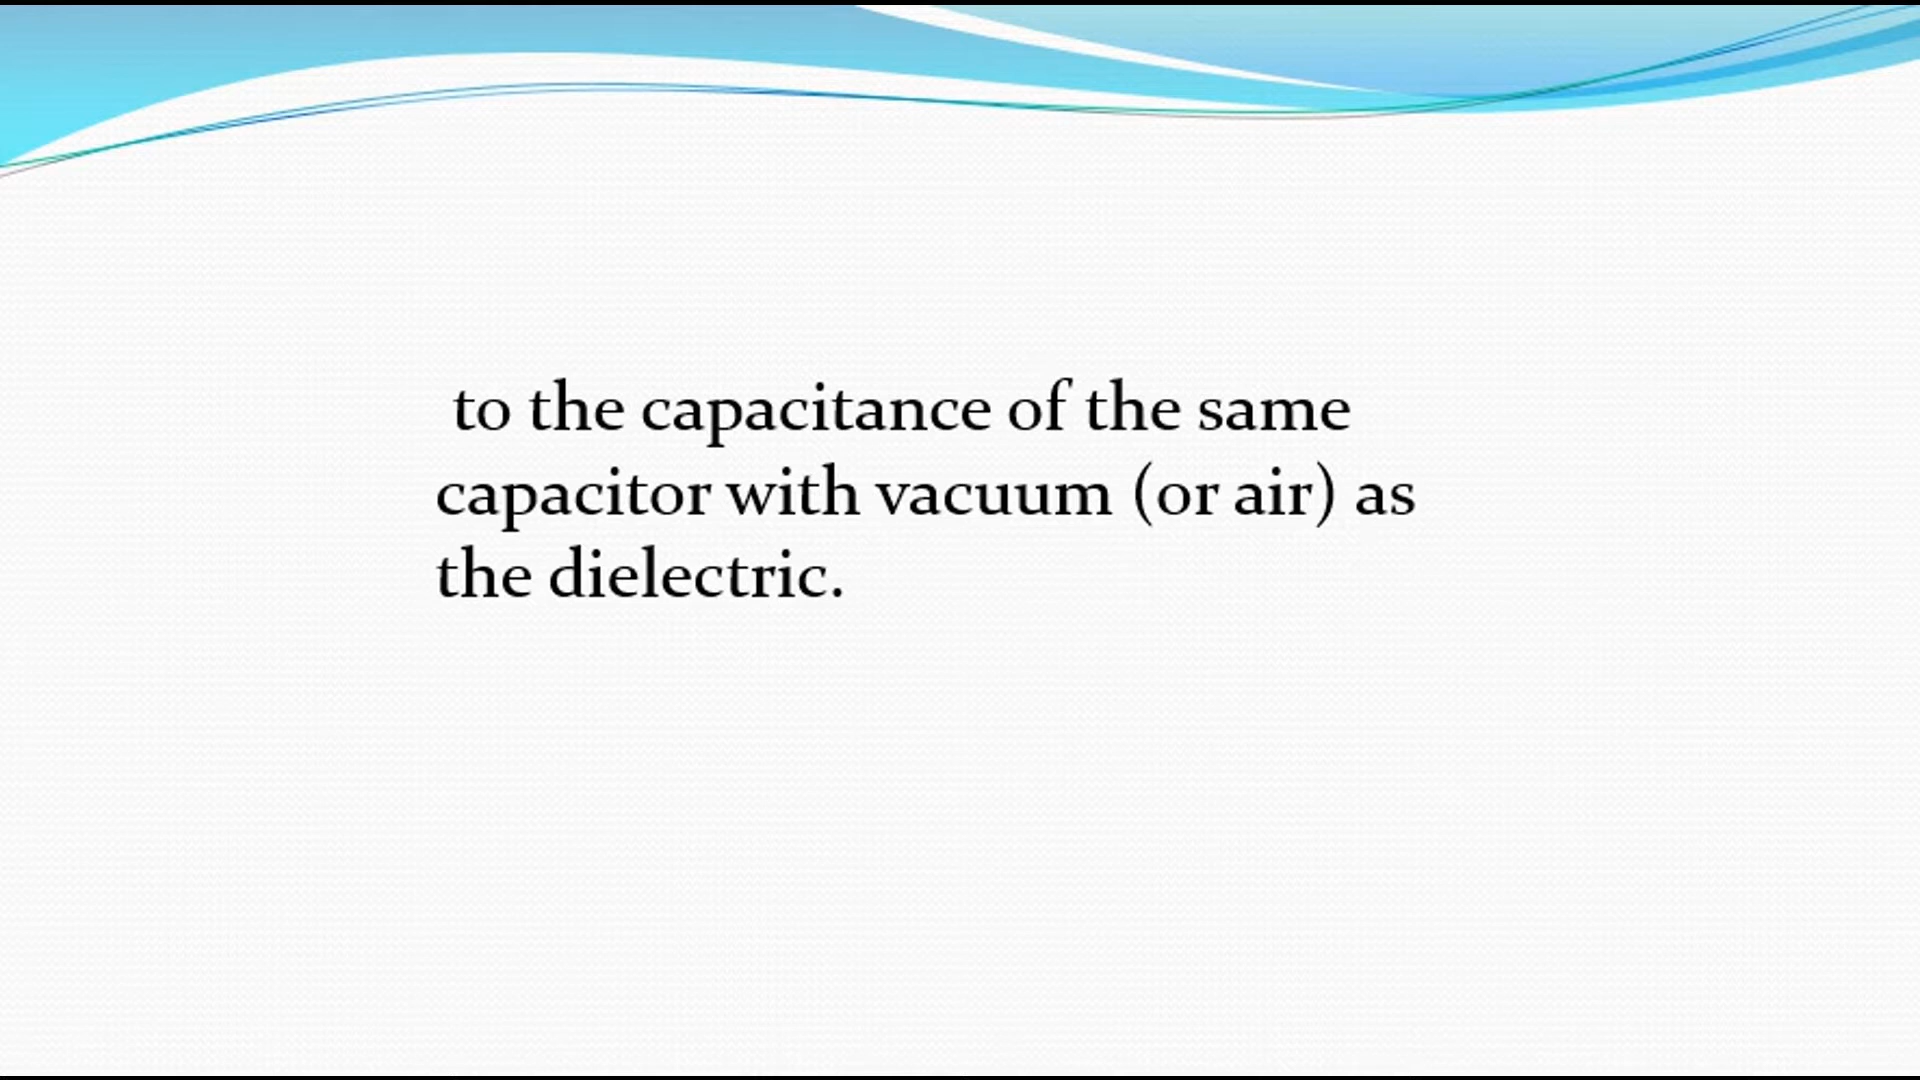 to the capacitance of the same
capacitor with vacuum (or air) as
the dielectric.